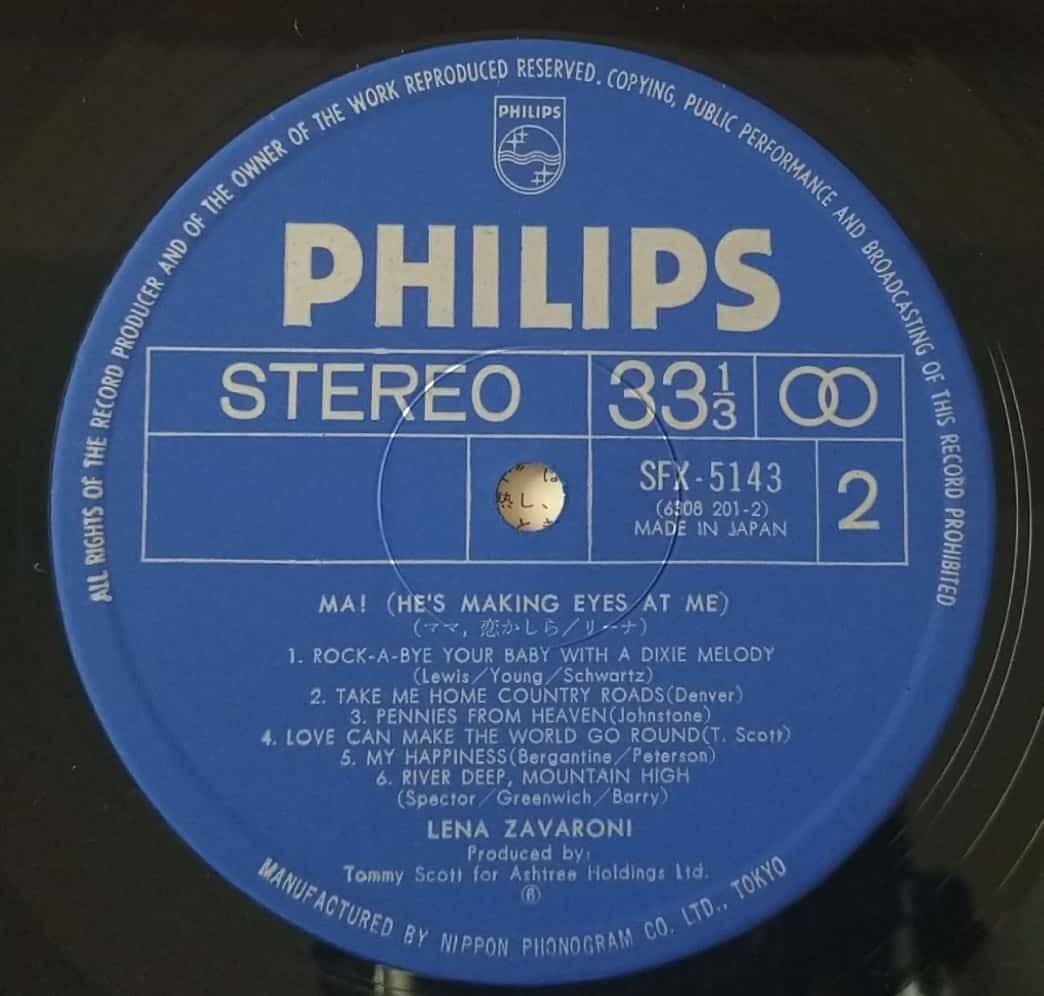 ALL RIGHTS OF THE RECORD PRODUCER AND OF THE OWNER OF THE WORK REPRODUCED RESERVED. COPYING, PUBLIC PERFORMANCE AND BROADCASTING OF THIS RECORD PROHIBITED
PHILIPS
PHILIPS
STEREO
33 1/3
SFX-5143
(6308 201-2)
MADE IN JAPAN
2
熱し、
MA! (HE'S MAKING EYES AT ME)
(ママ,恋かしら/リーナ)
1. ROCK-A-BYE YOUR BABY WITH A DIXIE MELODY
(Lewis/Young/Schwartz)
2. TAKE ME HOME COUNTRY ROADS(Denver)
3. PENNIES FROM HEAVEN(Johnstone)
4. LOVE CAN MAKE THE WORLD GO ROUND(T. Scott)
5. MY HAPPINESS(Bergantine/Peterson)
6. RIVER DEEP, MOUNTAIN HIGH
(Spector/Greenwich/Barry)
LENA ZAVARONI
Produced by:
Tommy Scott for Ashtree Holdings Ltd.
MANUFACTURED BY NIPPON PHONOGRAM CO. LTD., TOKYO